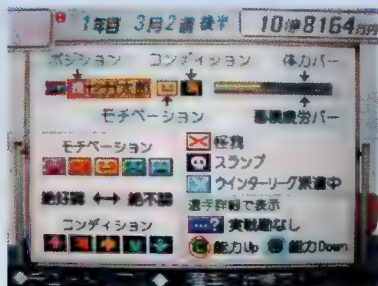 1年目 3月2週 後半 10億8164万円
ポジション コンディション 体力バー
モチベーション 蓄積疲労バー
モチベーション
絶好調 ↔ 絶不調
コンディション
怪我
スランプ
ウインターリーグ派遣中
選手詳細で表示
...? 実戦勘なし
能力Up 能力Down